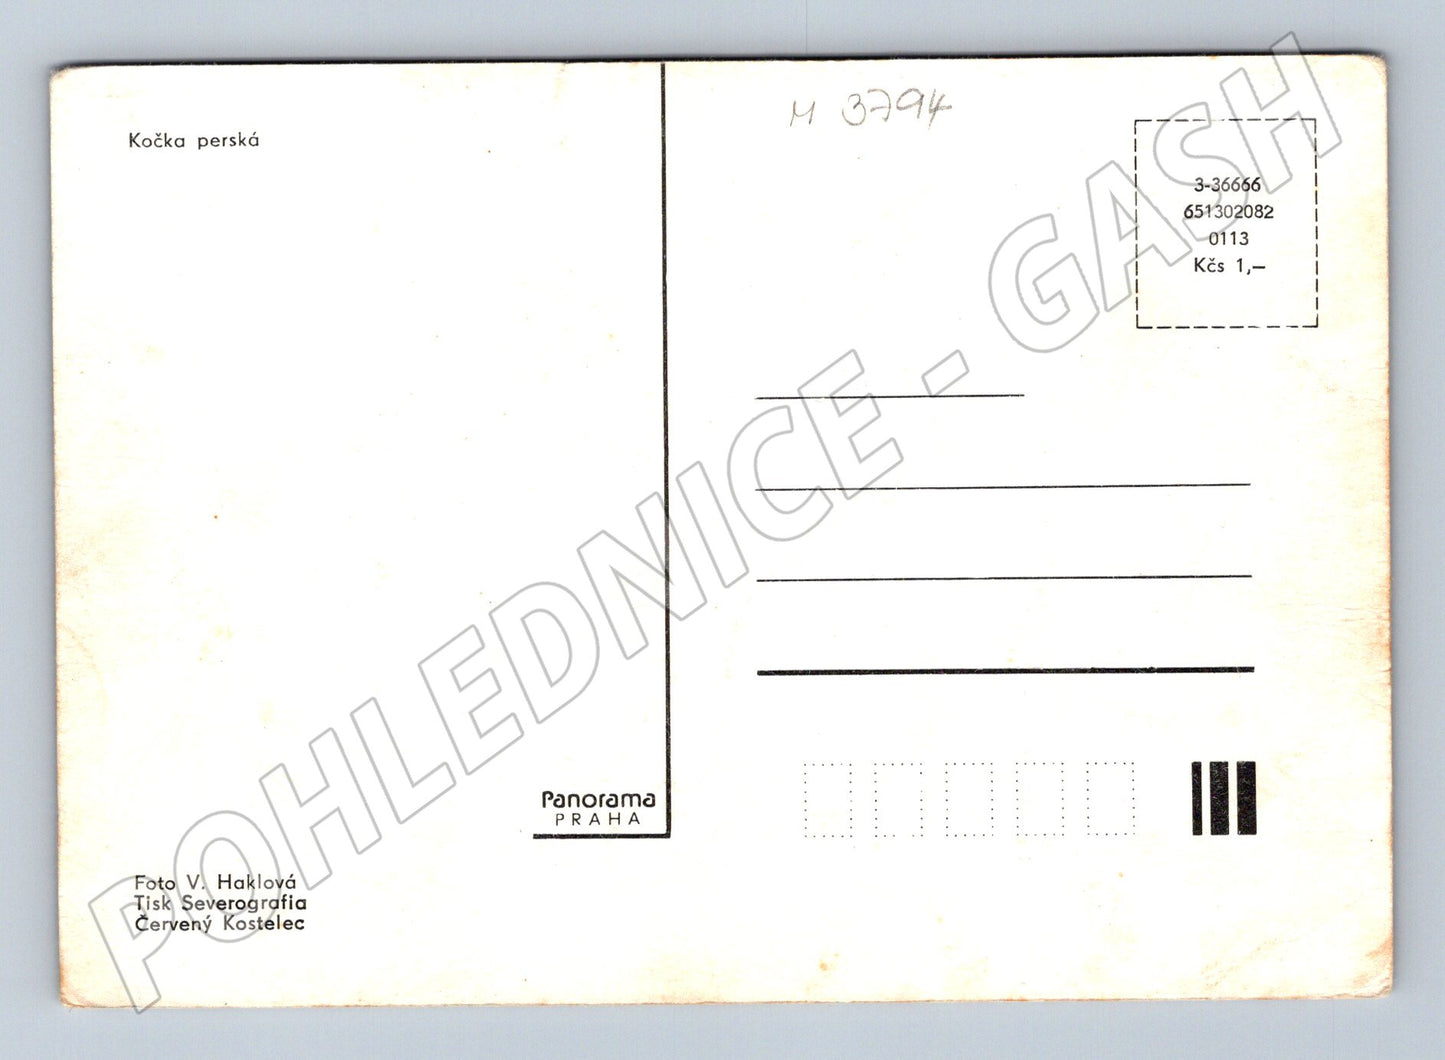 Kočka perská
M 3794
3-36666
651302082
0113
Kčs 1,—
Panorama
PRAHA
Foto V. Haklová
Tisk Severografia
Červený Kostelec
POHLEDNICE - GASH